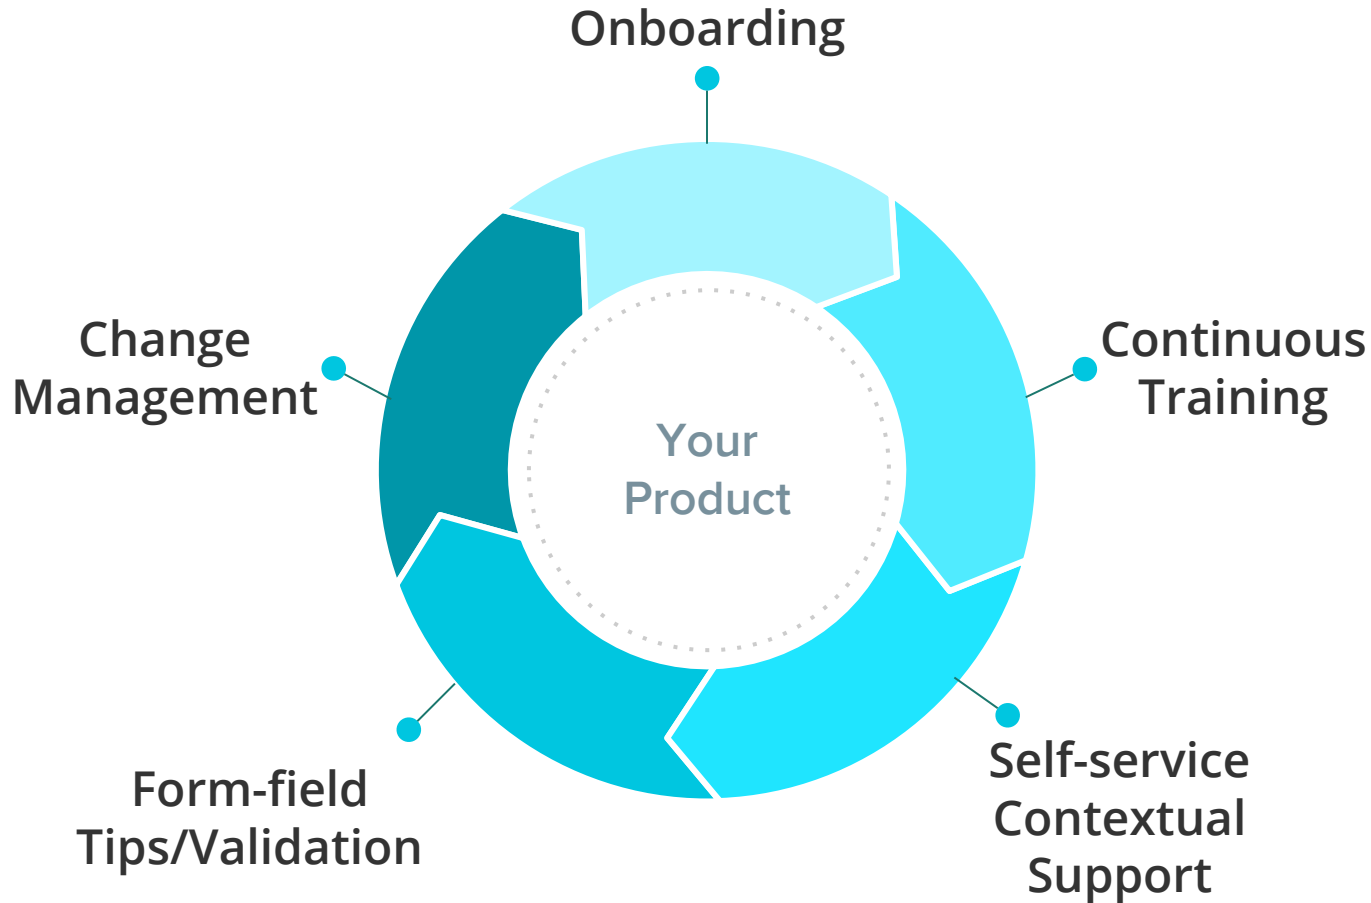 Onboarding
Change
Management
Continuous
Training
Your
Product
Form-field
Tips/Validation
Self-service
Contextual
Support